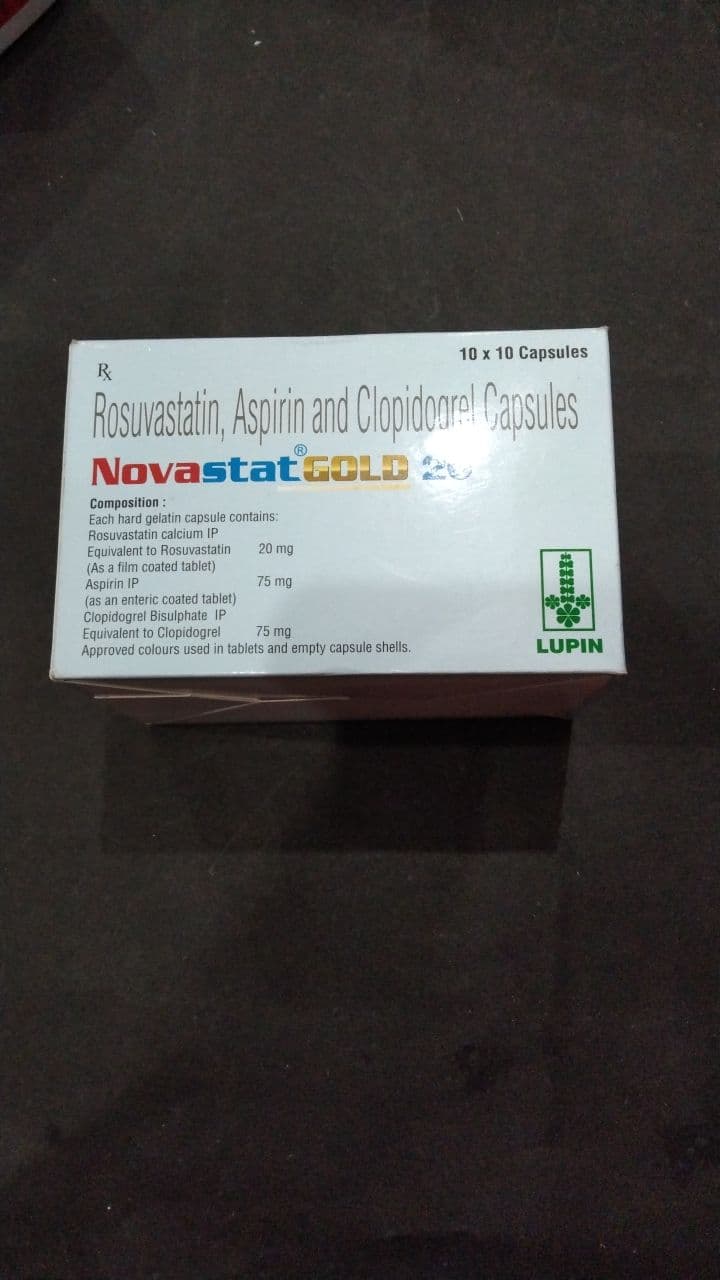 10 x 10 Capsules
Rx
Rosuvastatin, Aspirin and Clopidogrel Capsules
Novastat® GOLD 20
Composition :
Each hard gelatin capsule contains:
Rosuvastatin calcium IP
Equivalent to Rosuvastatin 20 mg
(As a film coated tablet)
Aspirin IP 75 mg
(as an enteric coated tablet)
Clopidogrel Bisulphate IP
Equivalent to Clopidogrel 75 mg
Approved colours used in tablets and empty capsule shells.
LUPIN